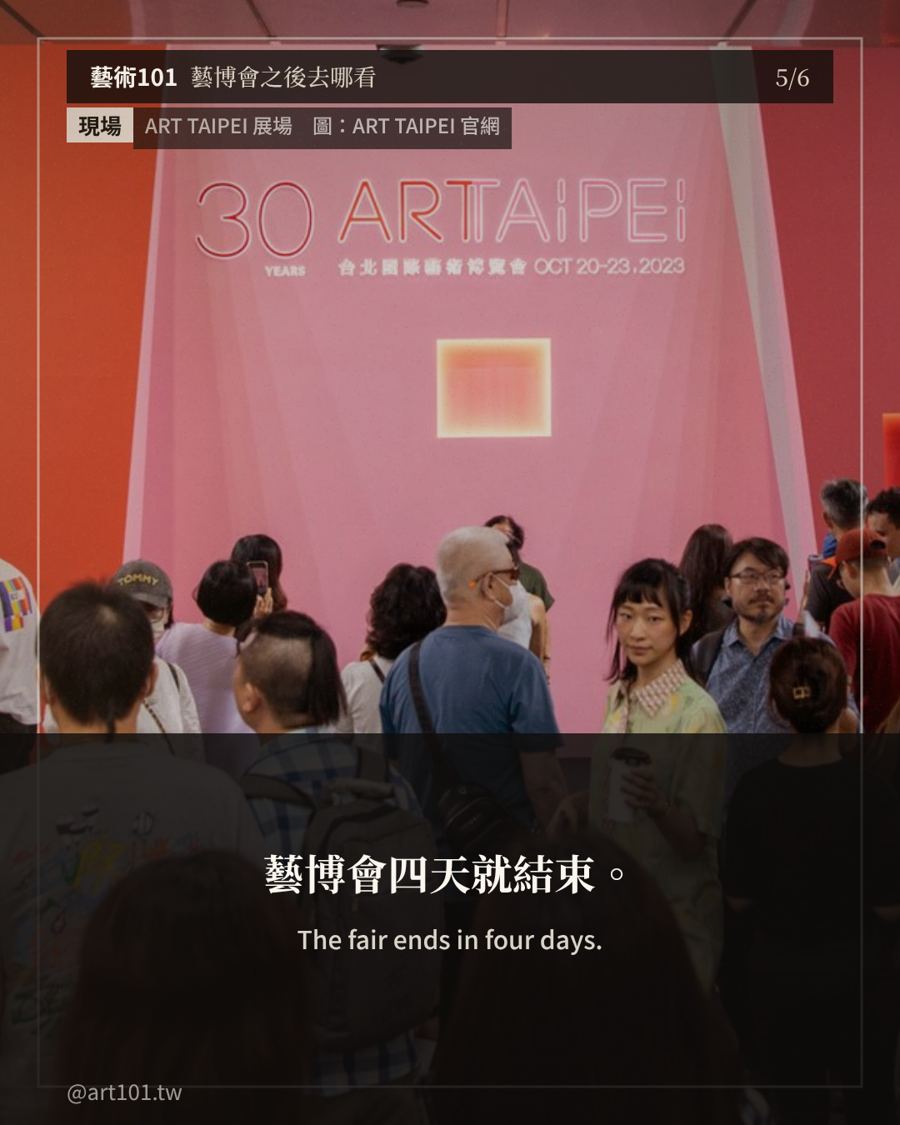 藝術101 藝博會之後去哪看 5/6
現場 ART TAIPEI 展場 圖：ART TAIPEI 官網
30 YEARS ART TAIPEI
台北國際藝術博覽會 OCT 20-23, 2023
TOMMY
藝博會四天就結束。
The fair ends in four days.
@art101.tw